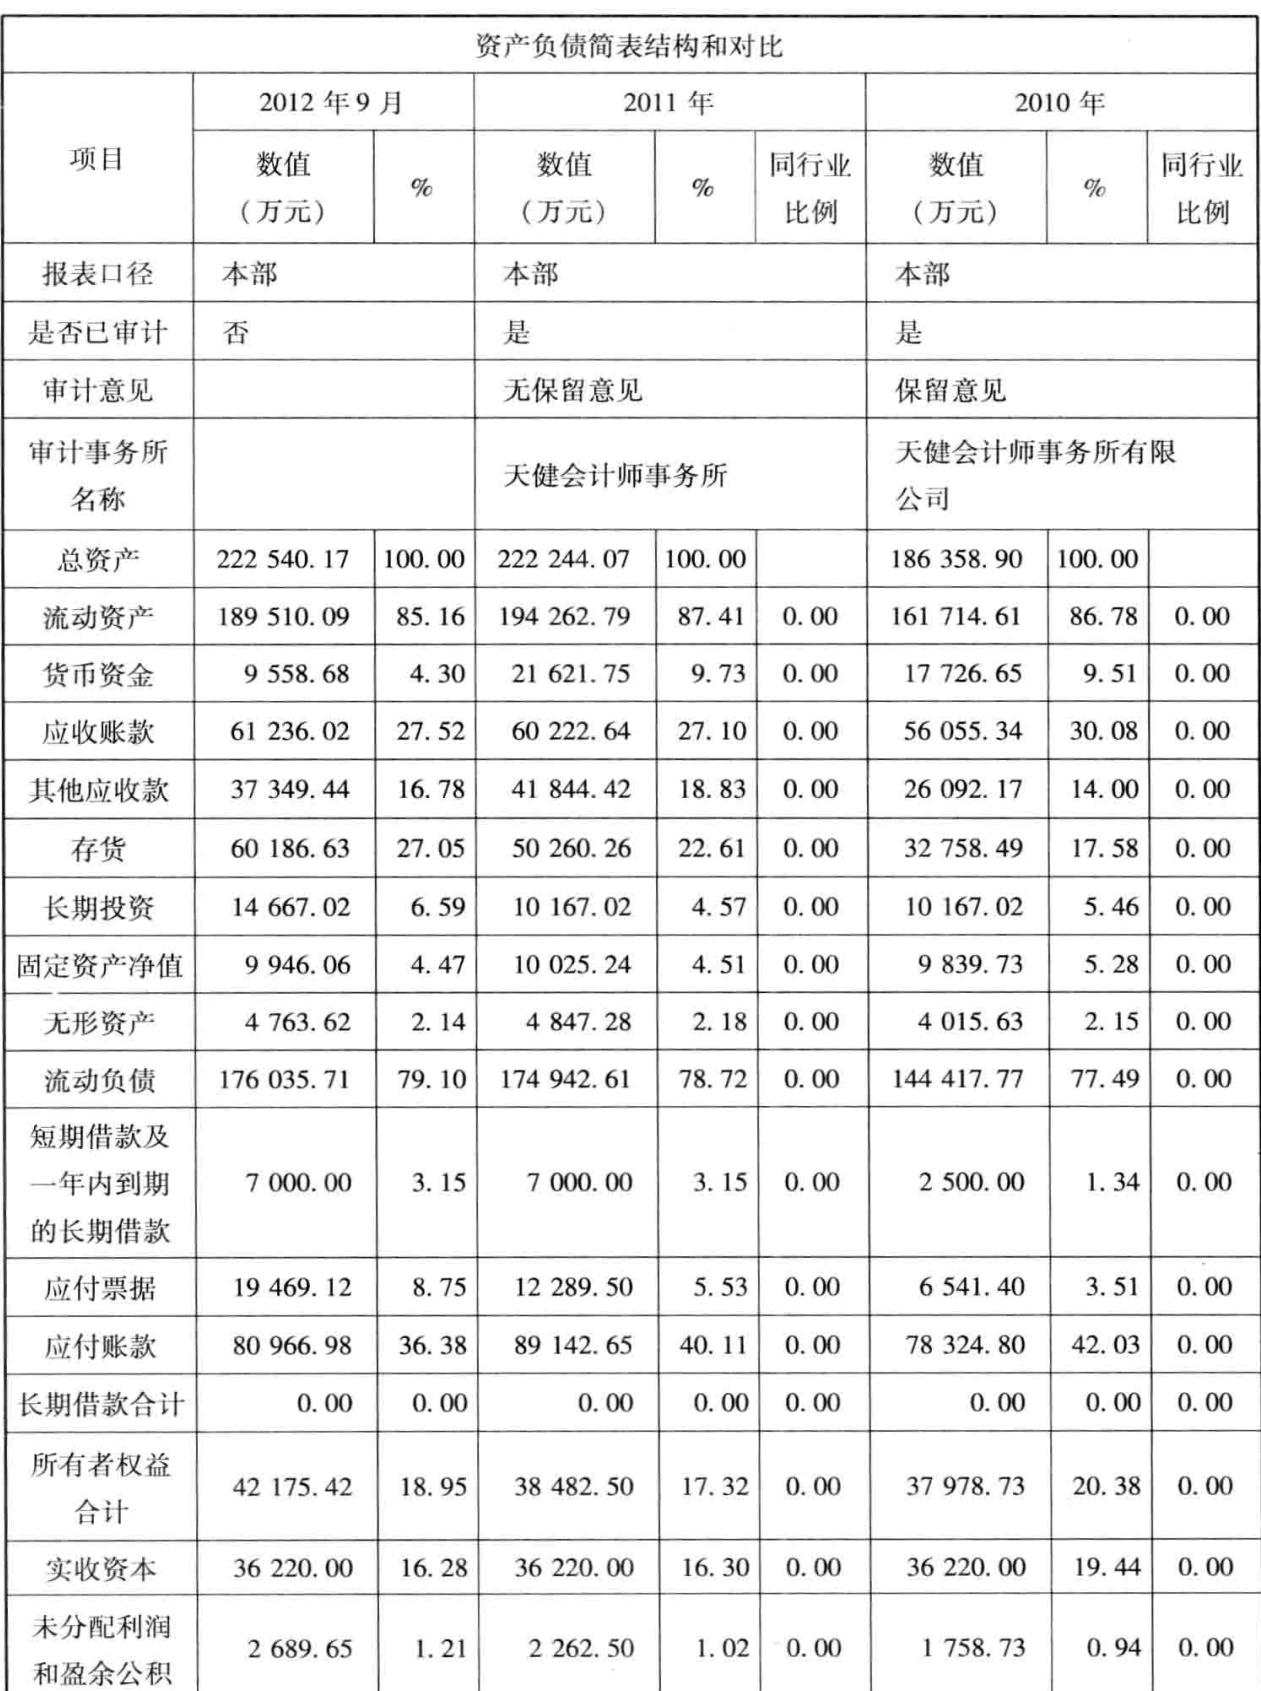 资产负债简表结构和对比
项目 2012 年 9 月 2011 年 2010 年
数值（万元） % 数值（万元） % 同行业比例 数值（万元） % 同行业比例
报表口径 本部 本部 本部
是否已审计 否 是 是
审计意见 无保留意见 保留意见
审计事务所名称 天健会计师事务所 天健会计师事务所有限公司
总资产 222 540.17 100.00 222 244.07 100.00 186 358.90 100.00
流动资产 189 510.09 85.16 194 262.79 87.41 0.00 161 714.61 86.78 0.00
货币资金 9 558.68 4.30 21 621.75 9.73 0.00 17 726.65 9.51 0.00
应收账款 61 236.02 27.52 60 222.64 27.10 0.00 56 055.34 30.08 0.00
其他应收款 37 349.44 16.78 41 844.42 18.83 0.00 26 092.17 14.00 0.00
存货 60 186.63 27.05 50 260.26 22.61 0.00 32 758.49 17.58 0.00
长期投资 14 667.02 6.59 10 167.02 4.57 0.00 10 167.02 5.46 0.00
固定资产净值 9 946.06 4.47 10 025.24 4.51 0.00 9 839.73 5.28 0.00
无形资产 4 763.62 2.14 4 847.28 2.18 0.00 4 015.63 2.15 0.00
流动负债 176 035.71 79.10 174 942.61 78.72 0.00 144 417.77 77.49 0.00
短期借款及一年内到期的长期借款 7 000.00 3.15 7 000.00 3.15 0.00 2 500.00 1.34 0.00
应付票据 19 469.12 8.75 12 289.50 5.53 0.00 6 541.40 3.51 0.00
应付账款 80 966.98 36.38 89 142.65 40.11 0.00 78 324.80 42.03 0.00
长期借款合计 0.00 0.00 0.00 0.00 0.00 0.00 0.00 0.00
所有者权益合计 42 175.42 18.95 38 482.50 17.32 0.00 37 978.73 20.38 0.00
实收资本 36 220.00 16.28 36 220.00 16.30 0.00 36 220.00 19.44 0.00
未分配利润和盈余公积 2 689.65 1.21 2 262.50 1.02 0.00 1 758.73 0.94 0.00